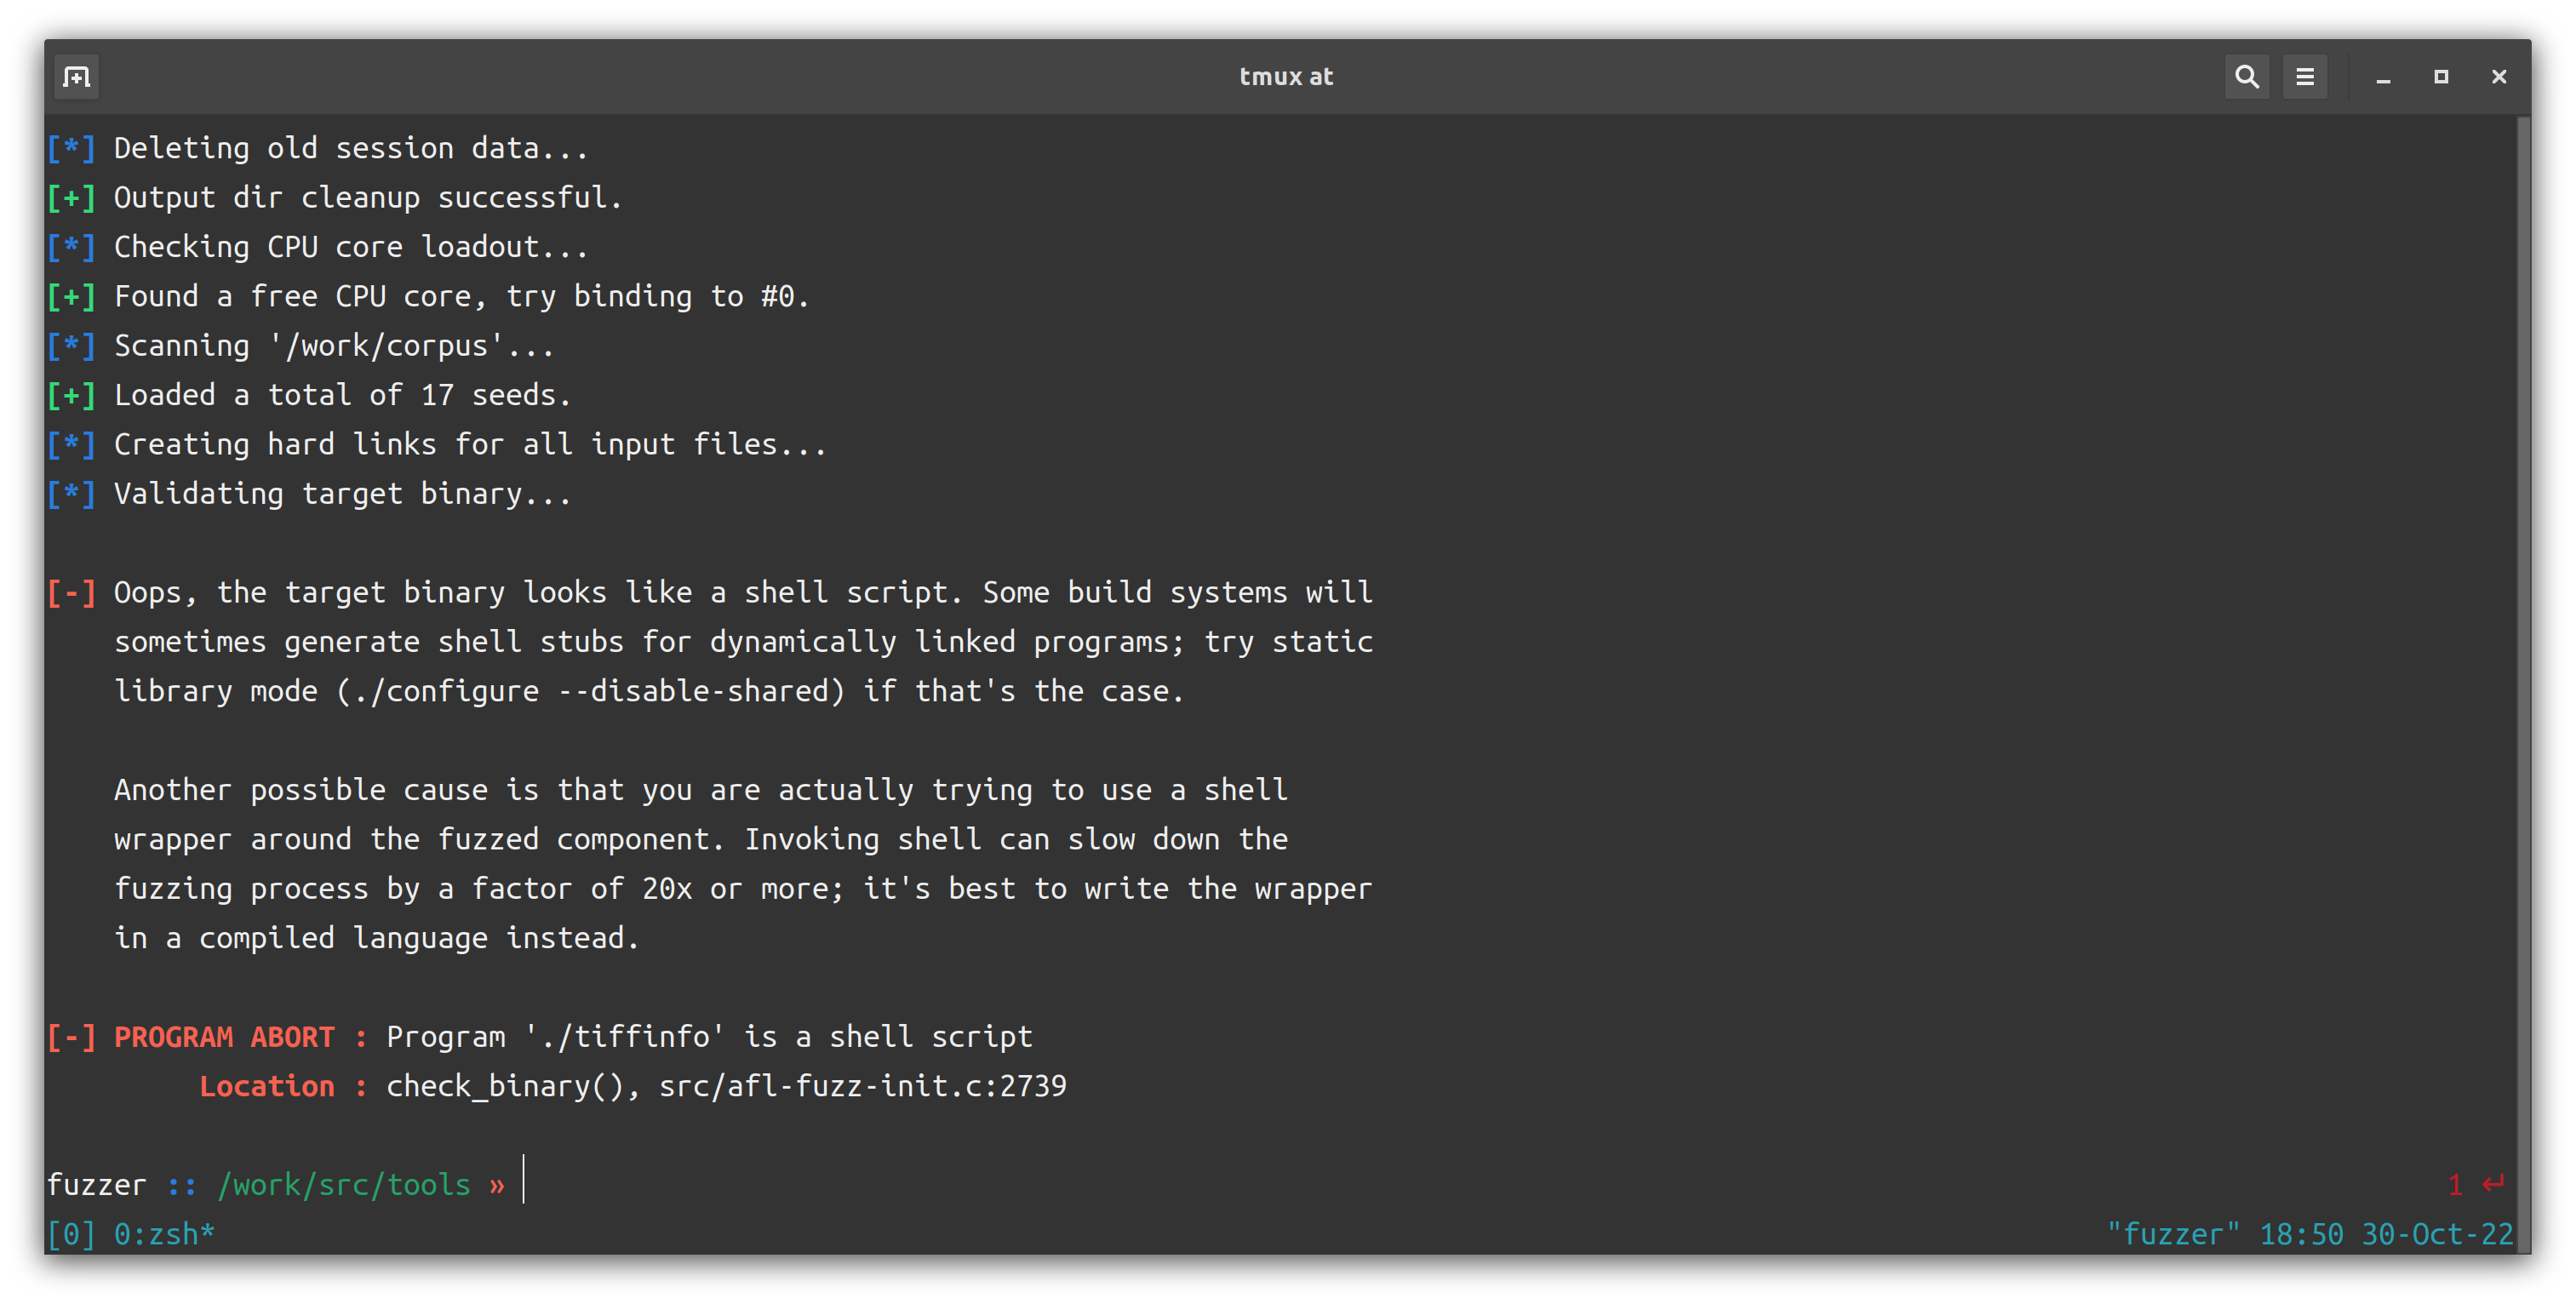 tmux at
[*] Deleting old session data...
[+] Output dir cleanup successful.
[*] Checking CPU core loadout...
[+] Found a free CPU core, try binding to #0.
[*] Scanning '/work/corpus'...
[+] Loaded a total of 17 seeds.
[*] Creating hard links for all input files...
[*] Validating target binary...
[-] Oops, the target binary looks like a shell script. Some build systems will
sometimes generate shell stubs for dynamically linked programs; try static
library mode (./configure --disable-shared) if that's the case.
Another possible cause is that you are actually trying to use a shell
wrapper around the fuzzed component. Invoking shell can slow down the
fuzzing process by a factor of 20x or more; it's best to write the wrapper
in a compiled language instead.
[-] PROGRAM ABORT : Program './tiffinfo' is a shell script
Location : check_binary(), src/afl-fuzz-init.c:2739
fuzzer :: /work/src/tools » 1 ↵
[0] 0:zsh* "fuzzer" 18:50 30-Oct-22